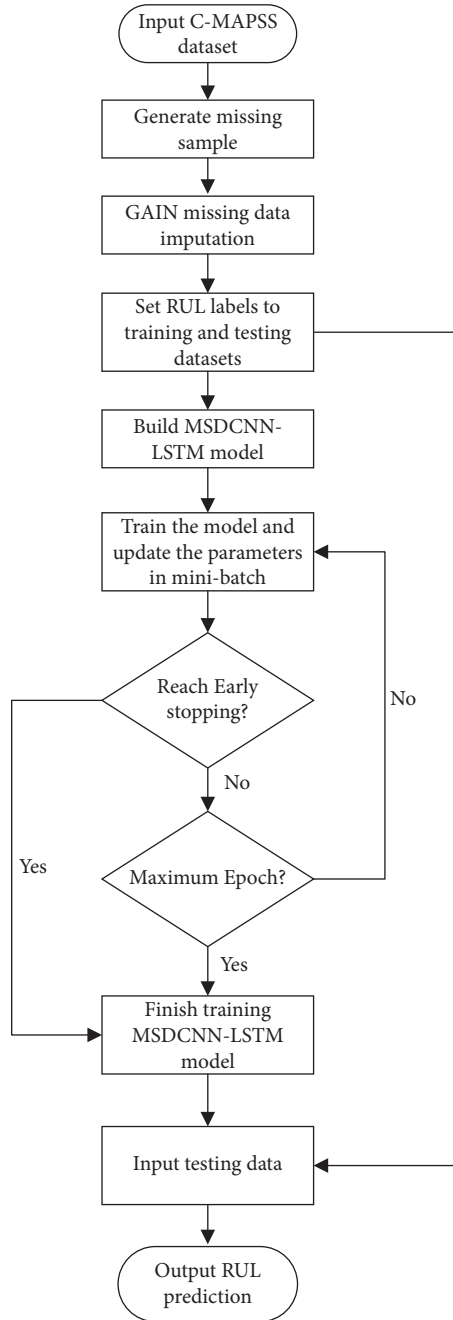 Input C-MAPSS
dataset
Generate missing
sample
GAIN missing data
imputation
Set RUL labels to
training and testing
datasets
Build MSDCNN-
LSTM model
Train the model and
update the parameters
in mini-batch
Reach Early
stopping?
No
No
Yes
Maximum Epoch?
Yes
Finish training
MSDCNN-LSTM
model
Input testing data
Output RUL
prediction